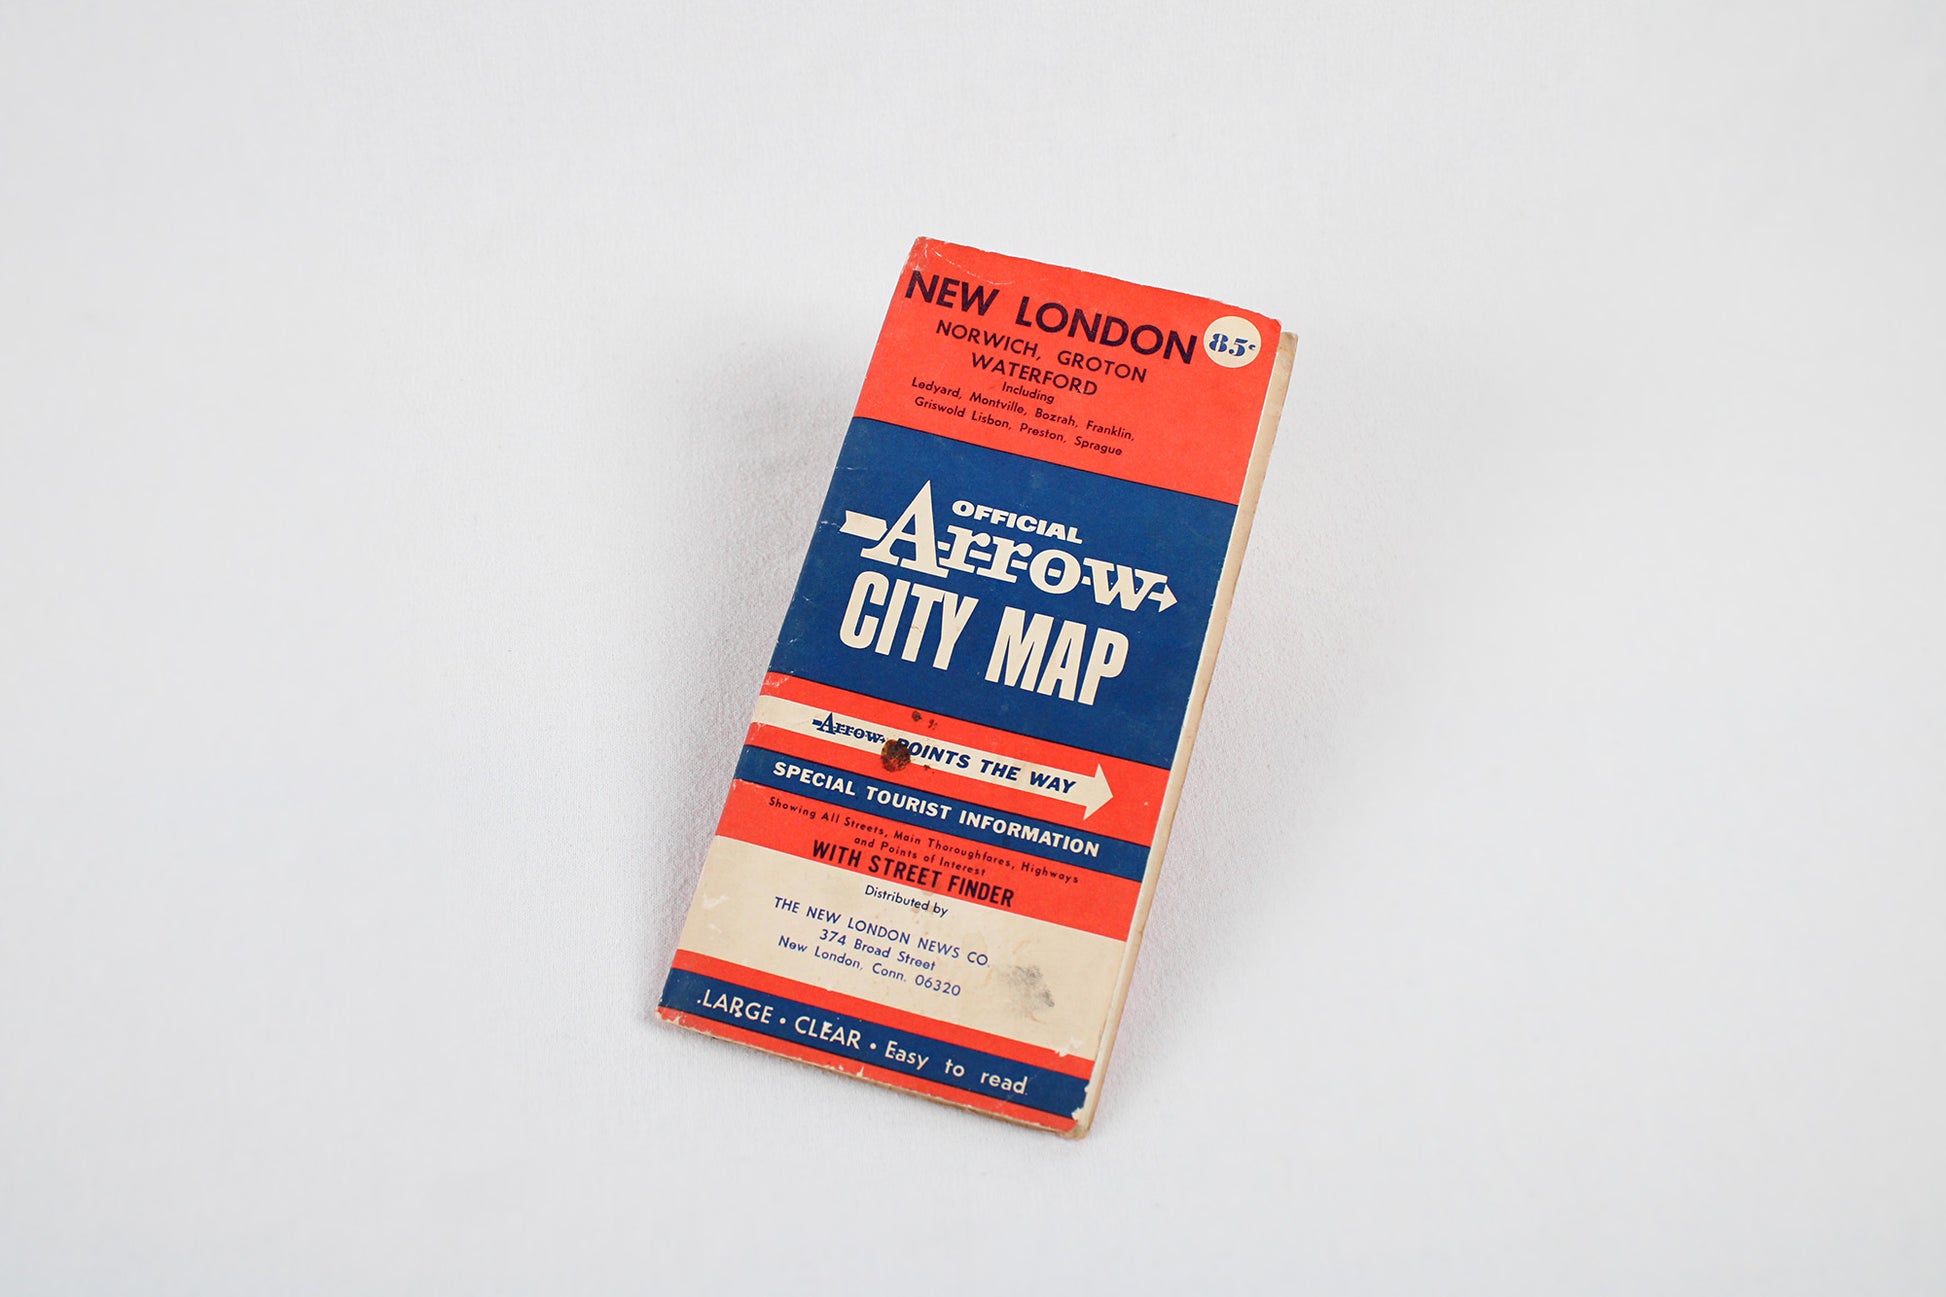 NEW LONDON
85¢
NORWICH, GROTON
WATERFORD
Including
Ledyard, Montville, Bozrah, Franklin,
Griswold Lisbon, Preston, Sprague
OFFICIAL
Arrow
CITY MAP
Arrow POINTS THE WAY
SPECIAL TOURIST INFORMATION
Showing All Streets, Main Thoroughfares, Highways
and Points of Interest
WITH STREET FINDER
Distributed by
THE NEW LONDON NEWS CO.
374 Broad Street
New London, Conn. 06320
LARGE • CLEAR • Easy to read